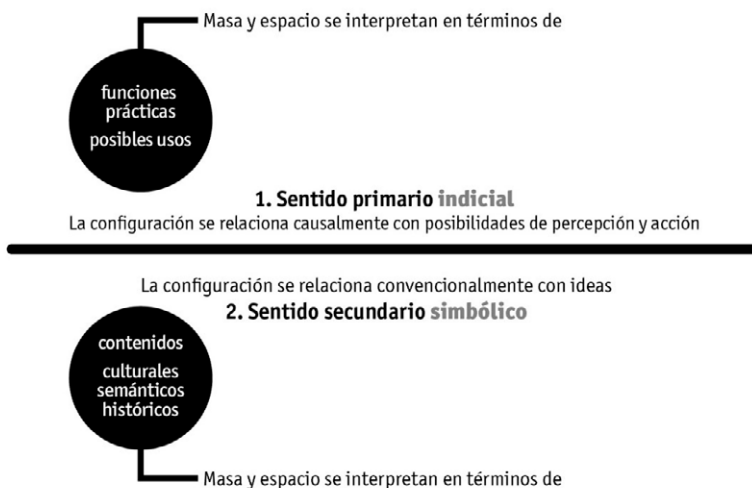 Masa y espacio se interpretan en términos de
funciones
prácticas
posibles usos
1. Sentido primario indicial
La configuración se relaciona causalmente con posibilidades de percepción y acción
La configuración se relaciona convencionalmente con ideas
2. Sentido secundario simbólico
contenidos
culturales
semánticos
históricos
Masa y espacio se interpretan en términos de